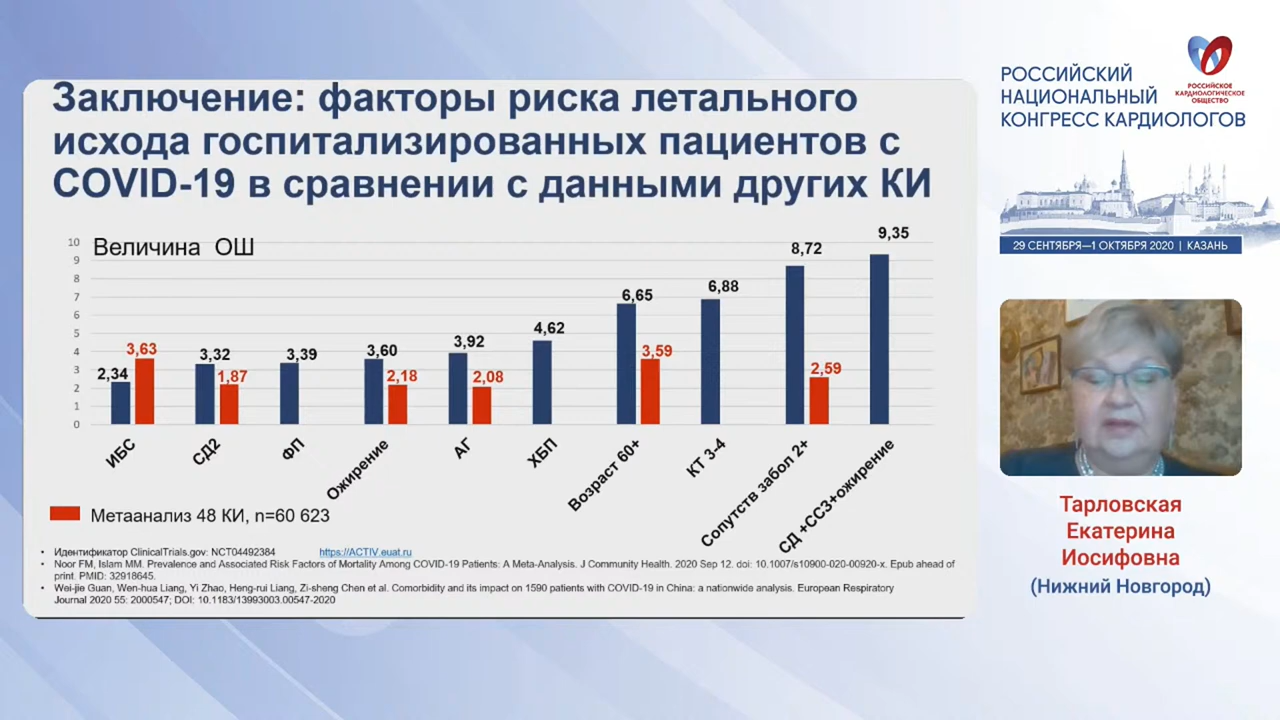 Заключение: факторы риска летального
исхода госпитализированных пациентов с
COVID-19 в сравнении с данными других КИ
Величина ОШ
10
9
8
7
6
5
4
3
2
1
0
2,34
3,63
3,32
1,87
3,39
3,60
2,18
3,92
2,08
4,62
6,65
3,59
6,88
8,72
2,59
9,35
ИБС
СД2
ФП
Ожирение
АГ
ХБП
Возраст 60+
КТ 3-4
Сопутств забол 2+
СД +ССЗ+ожирение
Метаанализ 48 КИ, n=60 623
• Идентификатор ClinicalTrials.gov: NCT04492384 https://ACTIV.euat.ru
• Noor FM, Islam MM. Prevalence and Associated Risk Factors of Mortality Among COVID-19 Patients: A Meta-Analysis. J Community Health. 2020 Sep 12. doi: 10.1007/s10900-020-00920-x. Epub ahead of
print. PMID: 32918645.
• Wei-jie Guan, Wen-hua Liang, Yi Zhao, Heng-rui Liang, Zi-sheng Chen et al. Comorbidity and its impact on 1590 patients with COVID-19 in China: a nationwide analysis. European Respiratory
Journal 2020 55: 2000547; DOI: 10.1183/13993003.00547-2020
РОССИЙСКИЙ
НАЦИОНАЛЬНЫЙ
КОНГРЕСС КАРДИОЛОГОВ
РОССИЙСКОЕ
КАРДИОЛОГИЧЕСКОЕ
ОБЩЕСТВО
29 СЕНТЯБРЯ—1 ОКТЯБРЯ 2020 | КАЗАНЬ
Тарловская
Екатерина
Иосифовна
(Нижний Новгород)